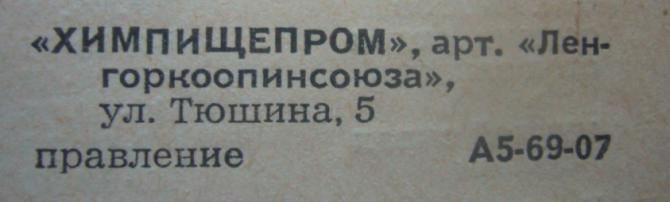 «ХИМПИЩЕПРОМ», арт. «Лен-
горкоопинсоюза»,
ул. Тюшина, 5
правление А5-69-07